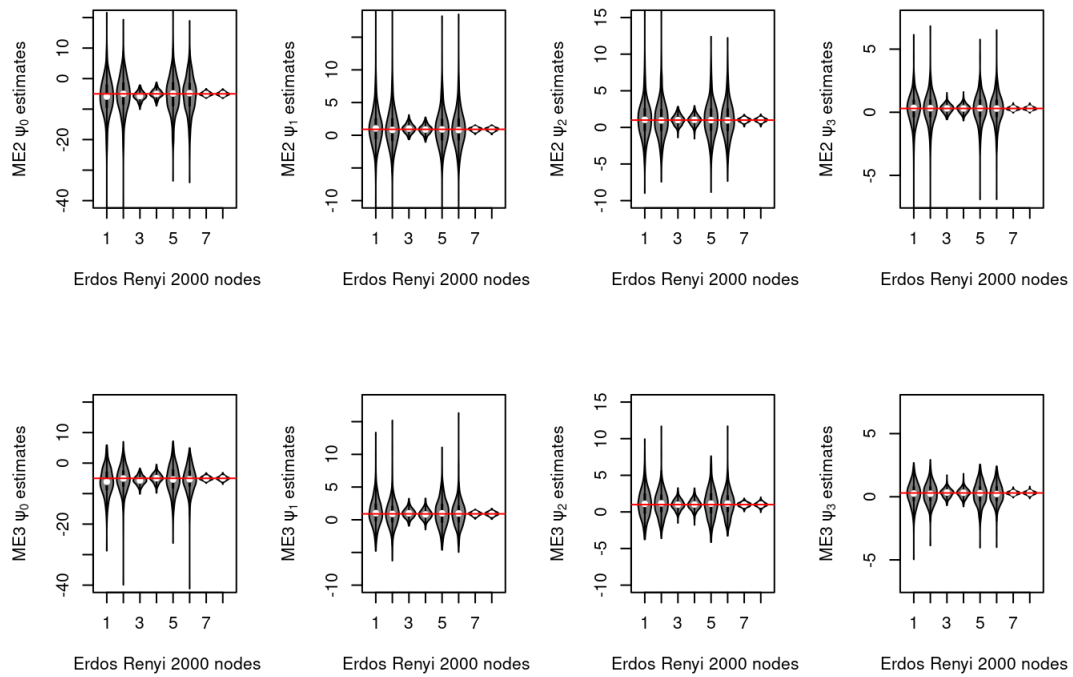 ME2 ψ0 estimates
10
0
-20
-40
1 3 5 7
Erdos Renyi 2000 nodes
ME2 ψ1 estimates
15
5
0
-10
1 3 5 7
Erdos Renyi 2000 nodes
ME2 ψ2 estimates
15
10
5
0
-5
-10
1 3 5 7
Erdos Renyi 2000 nodes
ME2 ψ3 estimates
5
0
-5
1 3 5 7
Erdos Renyi 2000 nodes
ME3 ψ0 estimates
10
0
-20
-40
1 3 5 7
Erdos Renyi 2000 nodes
ME3 ψ1 estimates
15
5
0
-10
1 3 5 7
Erdos Renyi 2000 nodes
ME3 ψ2 estimates
15
10
5
0
-5
-10
1 3 5 7
Erdos Renyi 2000 nodes
ME3 ψ3 estimates
5
0
-5
1 3 5 7
Erdos Renyi 2000 nodes